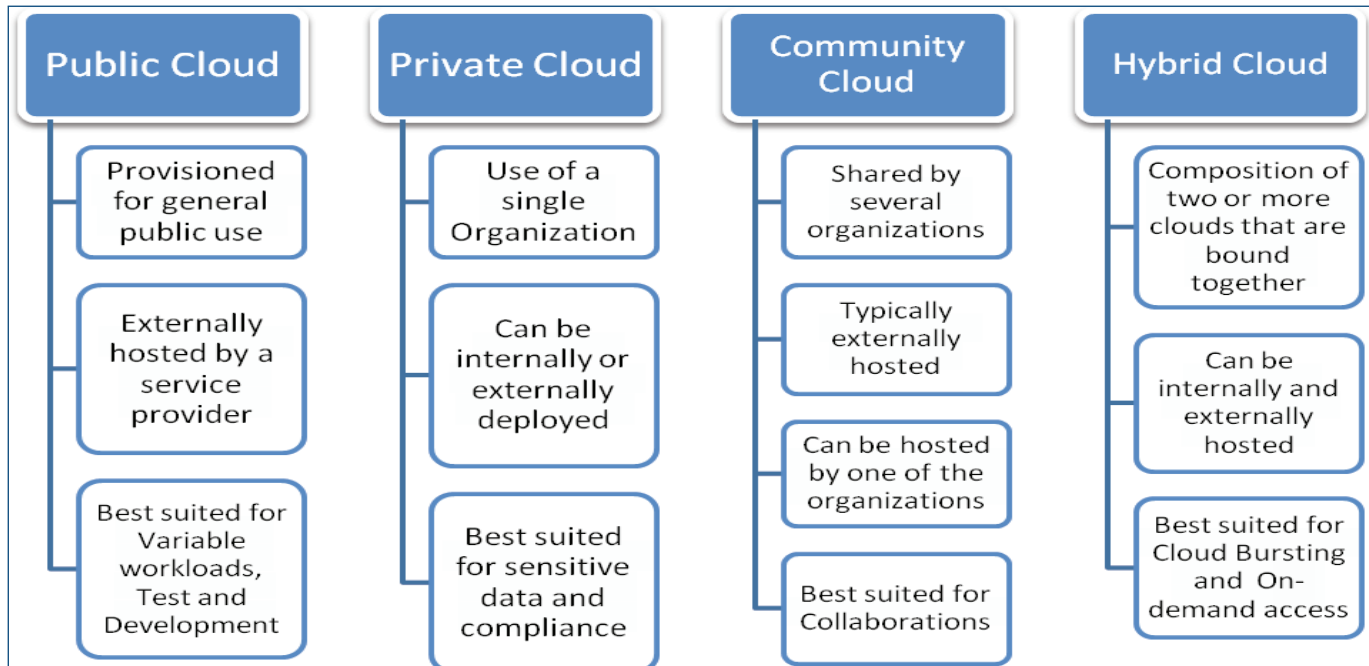 Public Cloud
Provisioned
for general
public use
Externally
hosted by a
service
provider
Best suited for
Variable
workloads,
Test and
Development
Private Cloud
Use of a
single
Organization
Can be
internally or
externally
deployed
Best suited
for sensitive
data and
compliance
Community
Cloud
Shared by
several
organizations
Typically
externally
hosted
Can be hosted
by one of the
organizations
Best suited for
Collaborations
Hybrid Cloud
Composition of
two or more
clouds that are
bound
together
Can be
internally and
externally
hosted
Best suited for
Cloud Bursting
and On-
demand access